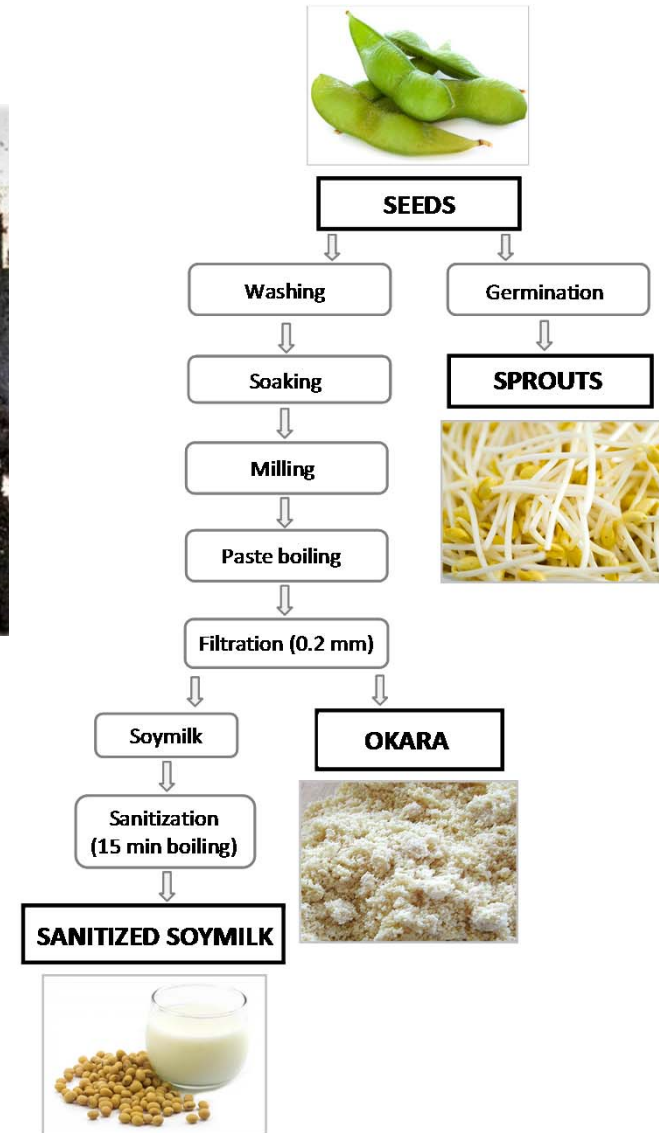 SEEDS
Washing
Germination
Soaking
SPROUTS
Milling
Paste boiling
Filtration (0.2 mm)
Soymilk
OKARA
Sanitization
(15 min boiling)
SANITIZED SOYMILK